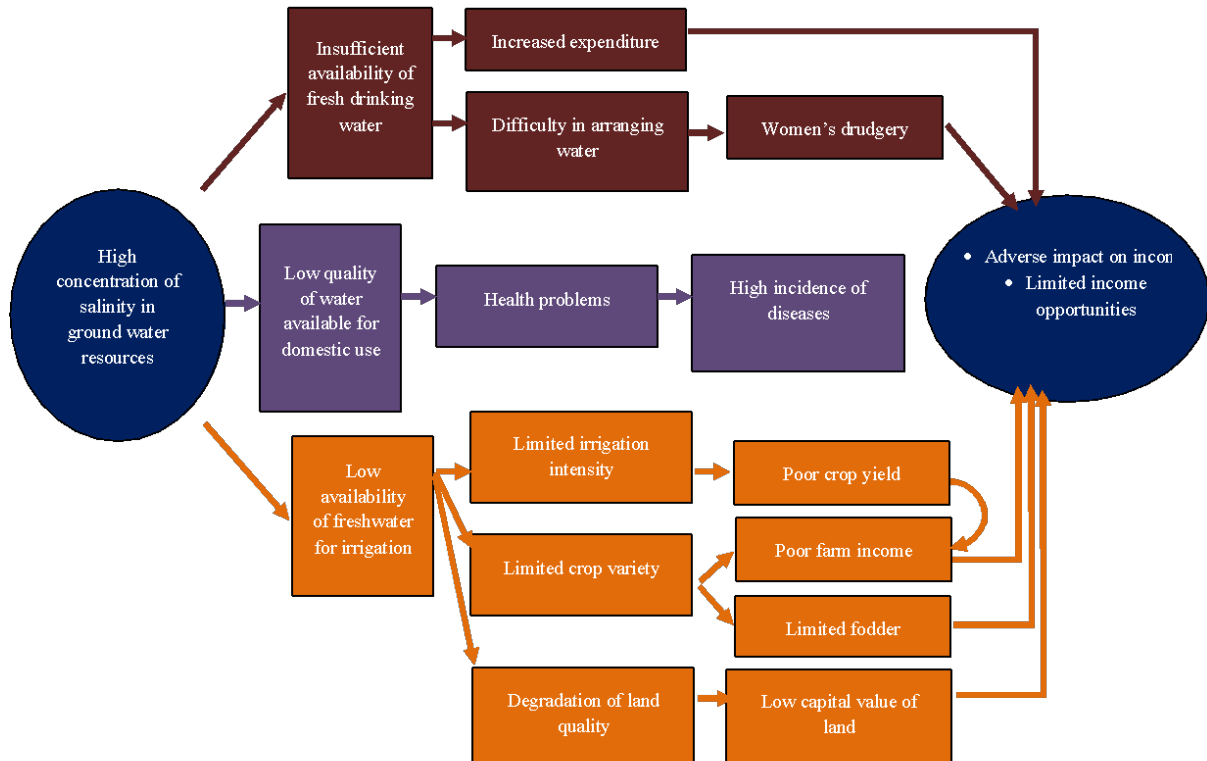 Insufficient
availability of
fresh drinking
water
Increased expenditure
Difficulty in arranging
water
Women's drudgery
High
concentration of
salinity in
ground water
resources
Low quality
of water
available for
domestic use
Health problems
High incidence of
diseases
• Adverse impact on incon
• Limited income
opportunities
Low
availability
of freshwater
for irrigation
Limited irrigation
intensity
Poor crop yield
Limited crop variety
Poor farm income
Limited fodder
Degradation of land
quality
Low capital value of
land